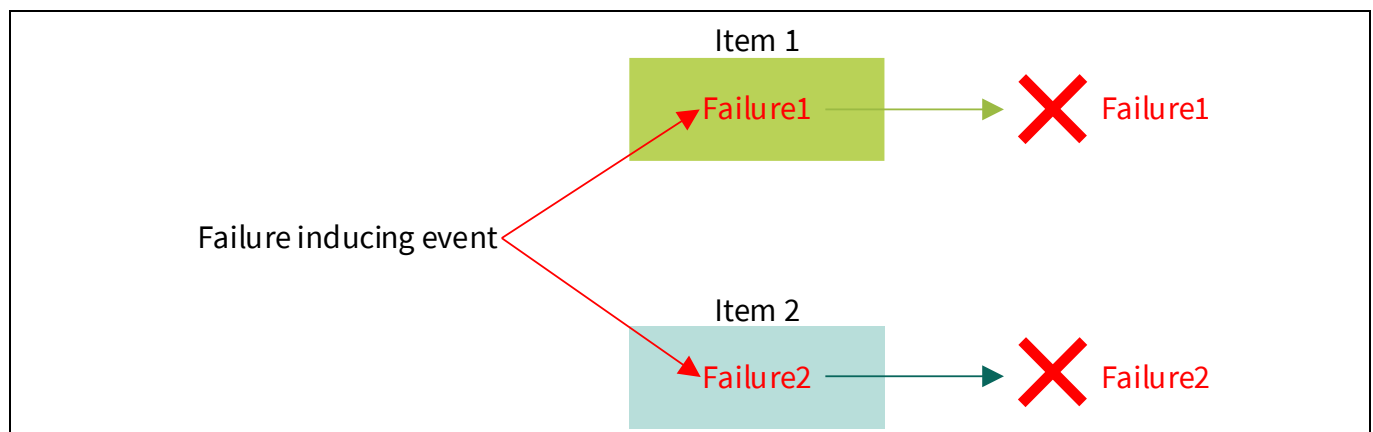 Item 1
Failure1
Failure1
Failure inducing event
Item 2
Failure2
Failure2